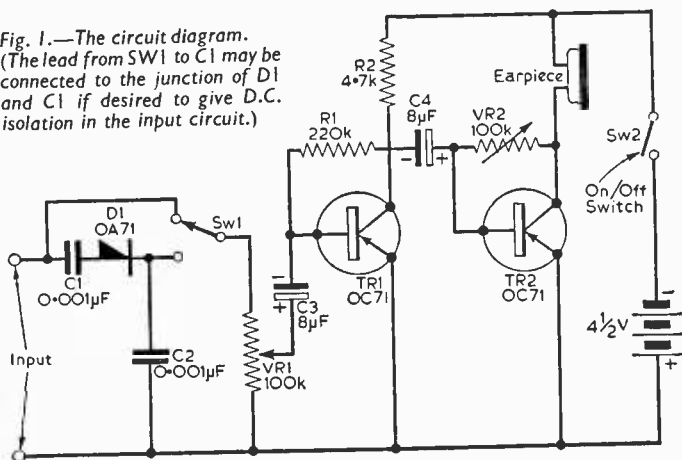 Fig. 1.—The circuit diagram.
(The lead from SW1 to C1 may be
connected to the junction of D1
and C1 if desired to give D.C.
isolation in the input circuit.)
R2
4·7k
Earpiece
C4
8µF
VR2
100k
R1
220k
Sw2
On/Off
Switch
D1
OA71
Sw1
C1
0·001µF
TR1
OC71
TR2
OC71
C3
8µF
4½V
Input
C2
0·001µF
VR1
100k